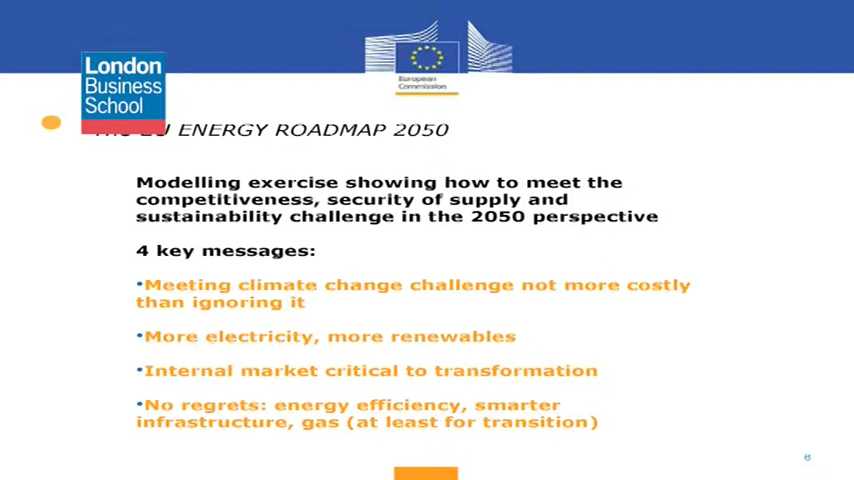 London
Business
School
European
Commission
The EU ENERGY ROADMAP 2050
Modelling exercise showing how to meet the
competitiveness, security of supply and
sustainability challenge in the 2050 perspective
4 key messages:
•Meeting climate change challenge not more costly
than ignoring it
•More electricity, more renewables
•Internal market critical to transformation
•No regrets: energy efficiency, smarter
infrastructure, gas (at least for transition)